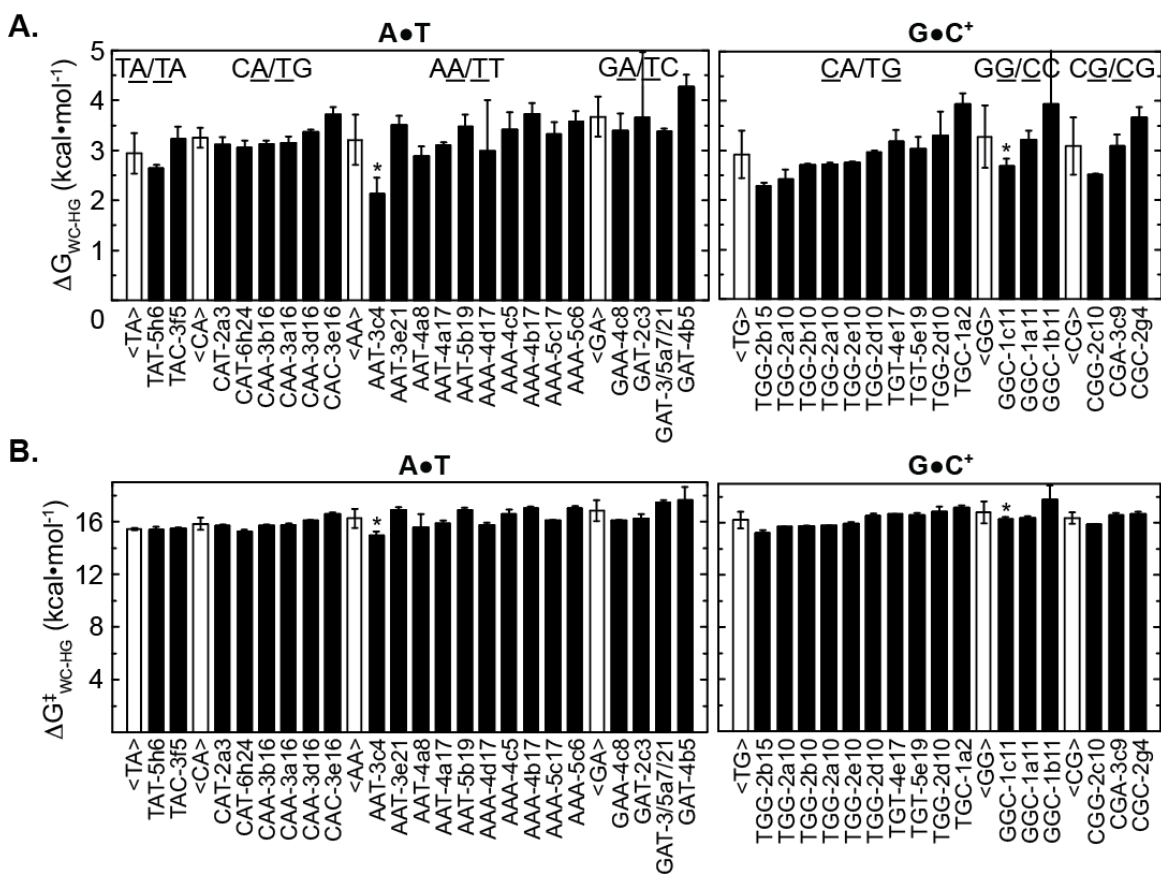 A.
A●T
G●C+
ΔG WC-HG (kcal•mol-1)
5
4
3
2
1
0
TA/TA
CA/TG
AA/TT
GA/TC
CA/TG
GG/CC
CG/CG
*
*
<TA>
TAT-5h6
TAC-3f5
<CA>
CAT-2a3
CAT-6h24
CAA-3b16
CAA-3a16
CAA-3d16
CAC-3e16
<AA>
AAT-3c4
AAT-3e21
AAT-4a8
AAT-4a17
AAT-5b19
AAA-4d17
AAA-4c5
AAA-4b17
AAA-5c17
AAA-5c6
<GA>
GAA-4c8
GAT-2c3
GAT-3/5a7/21
GAT-4b5
<TG>
TGG-2b15
TGG-2a10
TGG-2b10
TGG-2a10
TGG-2e10
TGG-2d10
TGT-4e17
TGT-5e19
TGG-2d10
TGC-1a2
<GG>
GGC-1c11
GGC-1a11
GGC-1b11
<CG>
CGG-2c10
CGA-3c9
CGC-2g4
B.
A●T
G●C+
ΔG‡ WC-HG (kcal•mol-1)
16
12
8
4
*
*
<TA>
TAT-5h6
TAC-3f5
<CA>
CAT-2a3
CAT-6h24
CAA-3b16
CAA-3a16
CAA-3d16
CAC-3e16
<AA>
AAT-3c4
AAT-3e21
AAT-4a8
AAT-4a17
AAT-5b19
AAA-4d17
AAA-4c5
AAA-4b17
AAA-5c17
AAA-5c6
<GA>
GAA-4c8
GAT-2c3
GAT-3/5a7/21
GAT-4b5
<TG>
TGG-2b15
TGG-2a10
TGG-2b10
TGG-2a10
TGG-2e10
TGG-2d10
TGT-4e17
TGT-5e19
TGG-2d10
TGC-1a2
<GG>
GGC-1c11
GGC-1a11
GGC-1b11
<CG>
CGG-2c10
CGA-3c9
CGC-2g4